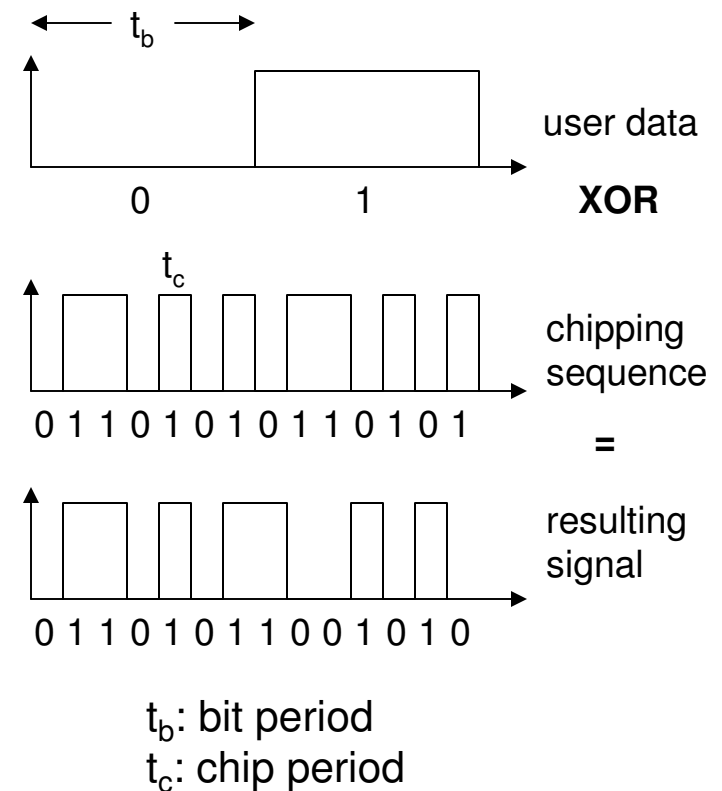 t_b
user data
0 1 XOR
t_c
chipping
sequence
0 1 1 0 1 0 1 0 1 1 0 1 0 1
=
resulting
signal
0 1 1 0 1 0 1 1 0 0 1 0 1 0
t_b: bit period
t_c: chip period